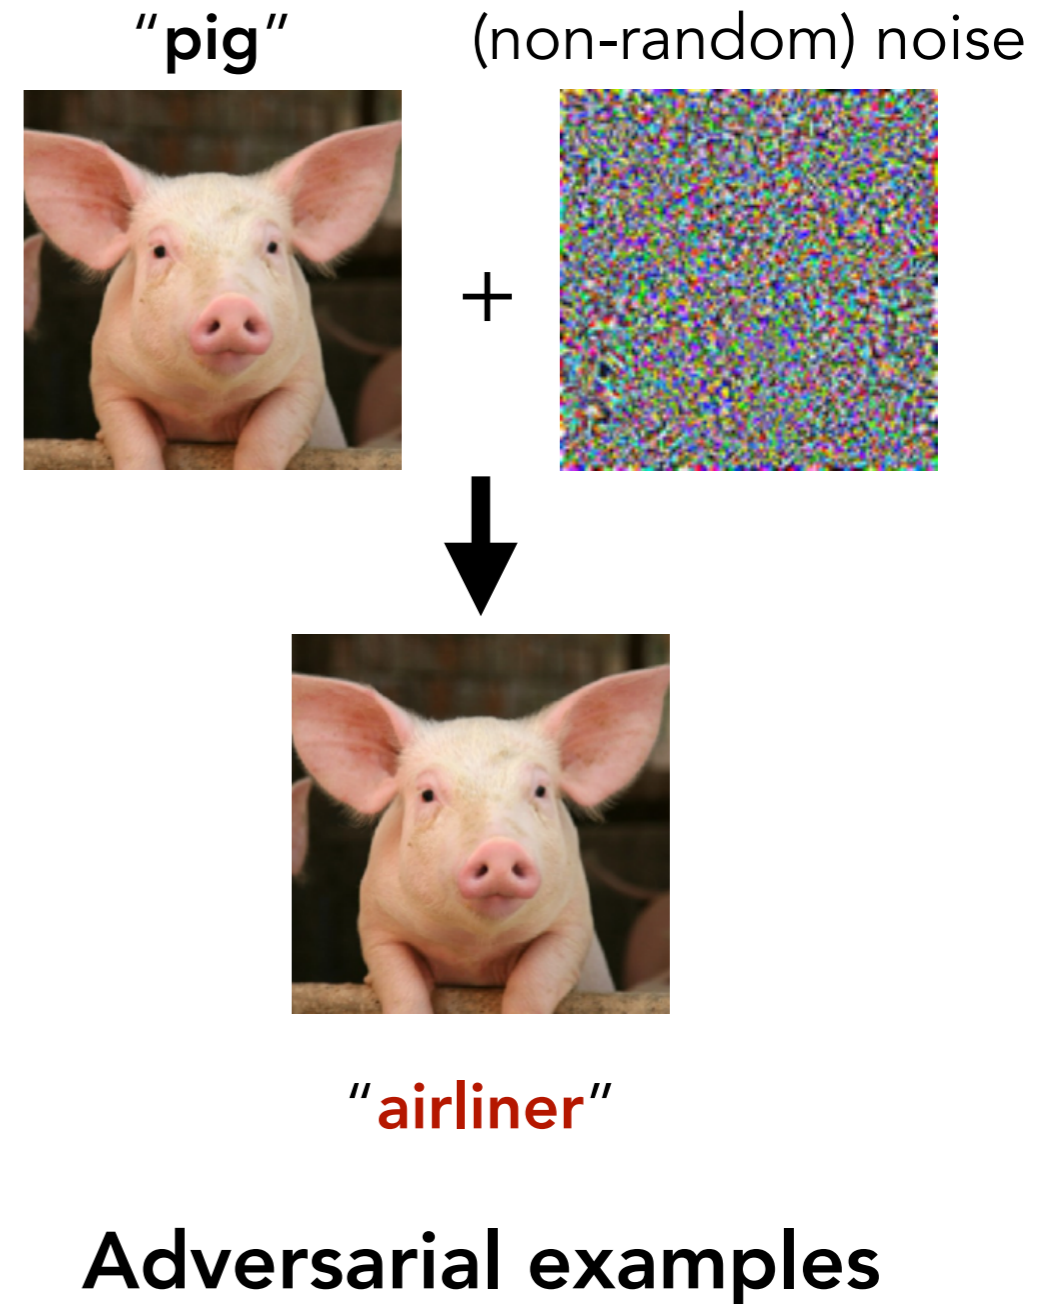 “pig”
(non-random) noise
+
“airliner”
Adversarial examples